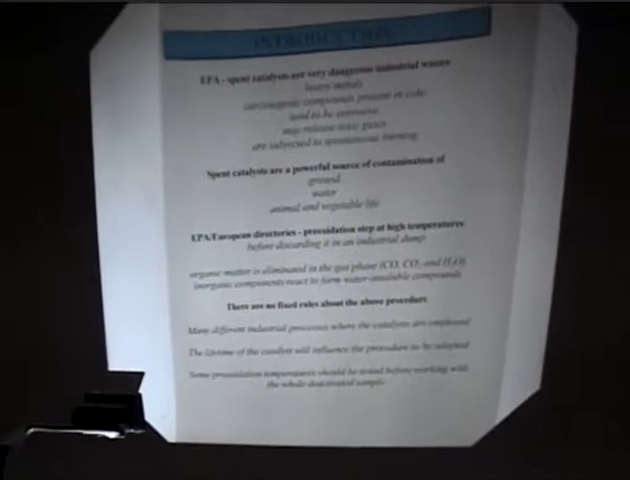 INTRODUCTION
EPA - spent catalysts are very dangerous industrial wastes
heavy metals
carcinogenic compounds present in coke
tend to be corrosive
may release toxic gases
are subjected to spontaneous burning
Spent catalysts are a powerful source of contamination of
ground
water
animal and vegetable life
EPA/European directories - preoxidation step at high temperatures
before discarding it in an industrial dump
organic matter is eliminated in the gas phase (CO, CO2 and H2O)
inorganic components react to form water-insoluble compounds
There are no fixed rules about the above procedure
Many different industrial processes where the catalysts are employed
The lifetime of the catalyst will influence the procedure to be adopted
Some preoxidation temperatures should be tested before working with
the whole deactivated sample